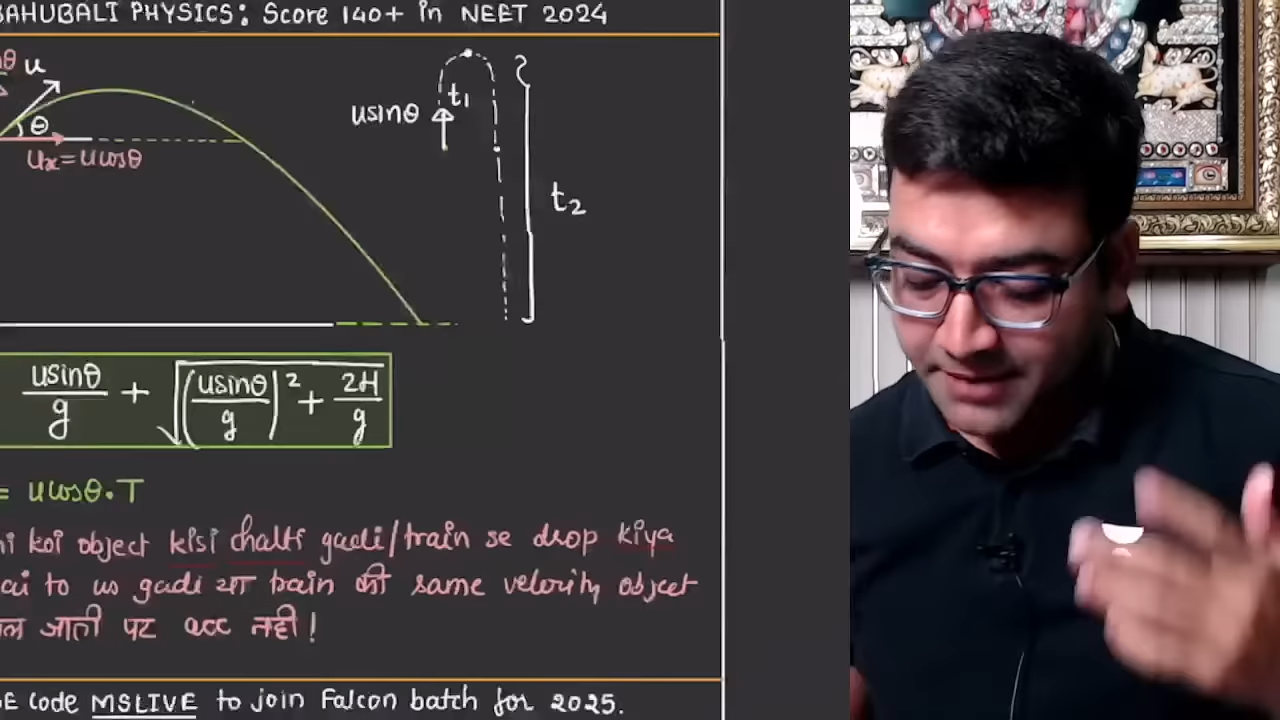 BAHUBALI PHYSICS: Score 140+ in NEET 2024
θ u
θ
ux = ucosθ
usinθ t1
t2
usinθ/g + √((usinθ/g)² + 2H/g)
= ucosθ·T
koi object kisi chalti gadi/train se drop kiya
to us gadi या train की same velocity object
जाती पर acc नही!
code MSLIVE to join Falcon batch for 2025.